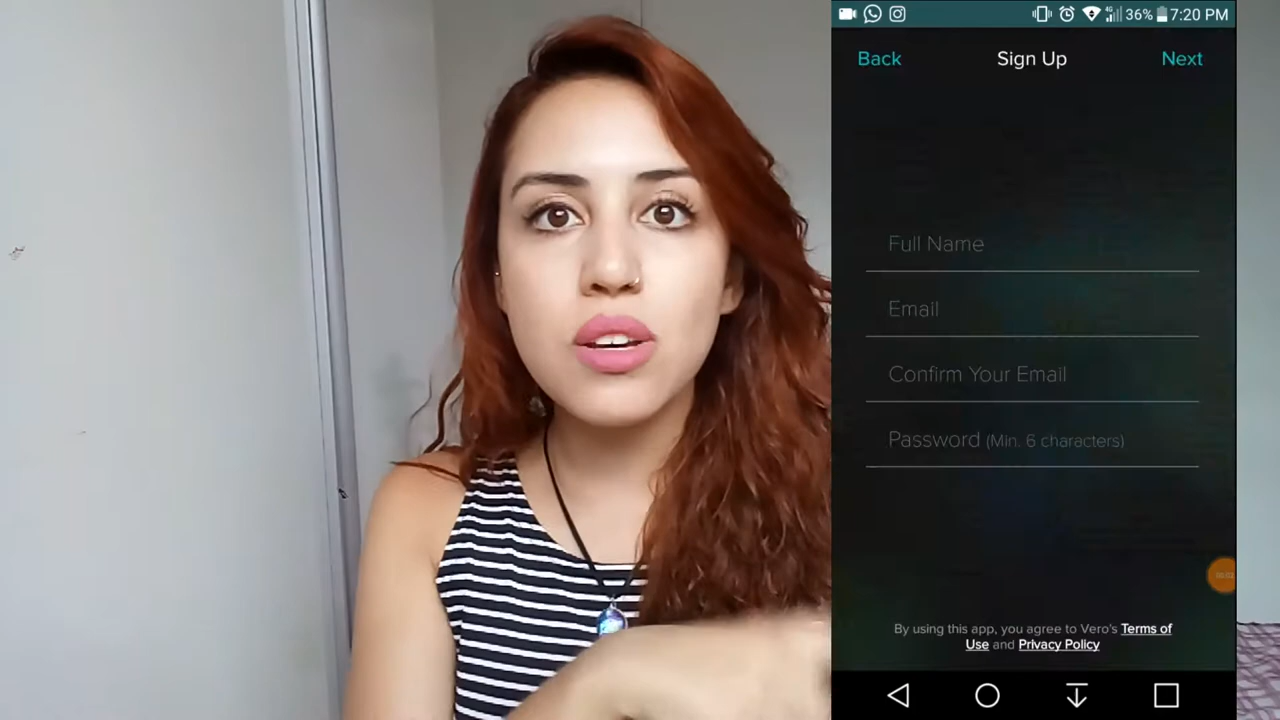 36% 7:20 PM
Back Sign Up Next
Full Name
Email
Confirm Your Email
Password (Min. 6 characters)
By using this app, you agree to Vero's Terms of
Use and Privacy Policy